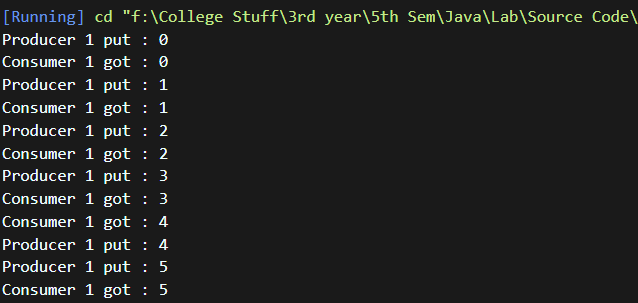 [Running] cd "f:\College Stuff\3rd year\5th Sem\Java\Lab\Source Code\
Producer 1 put : 0
Consumer 1 got : 0
Producer 1 put : 1
Consumer 1 got : 1
Producer 1 put : 2
Consumer 1 got : 2
Producer 1 put : 3
Consumer 1 got : 3
Consumer 1 got : 4
Producer 1 put : 4
Producer 1 put : 5
Consumer 1 got : 5